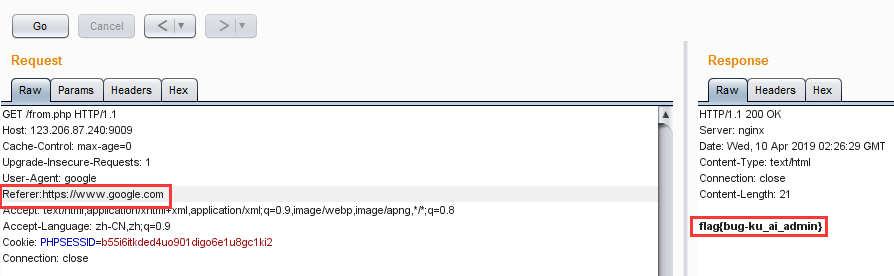 Go Cancel < >
Request
Raw Params Headers Hex
GET /from.php HTTP/1.1
Host: 123.206.87.240:9009
Cache-Control: max-age=0
Upgrade-Insecure-Requests: 1
User-Agent: google
Referer:https://www.google.com
Accept: text/html,application/xhtml+xml,application/xml;q=0.9,image/webp,image/apng,*/*;q=0.8
Accept-Language: zh-CN,zh;q=0.9
Cookie: PHPSESSID=b55i6itkded4uo901digo6e1u8gc1ki2
Connection: close
Response
Raw Headers Hex
HTTP/1.1 200 OK
Server: nginx
Date: Wed, 10 Apr 2019 02:26:29 GMT
Content-Type: text/html
Connection: close
Content-Length: 21
flag{bug-ku_ai_admin}